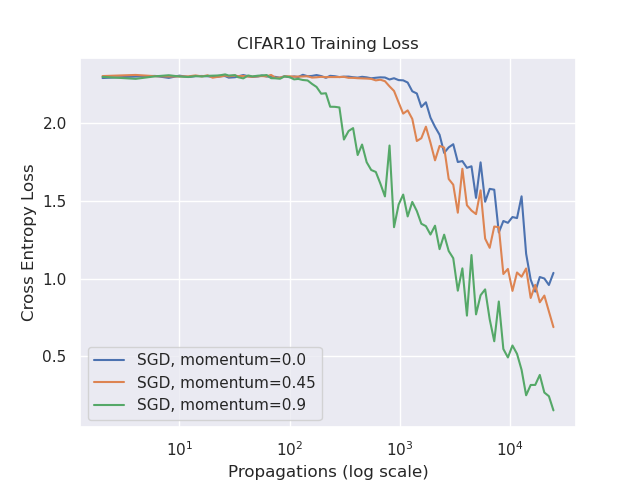 CIFAR10 Training Loss
Cross Entropy Loss
2.0
1.5
1.0
0.5
SGD, momentum=0.0
SGD, momentum=0.45
SGD, momentum=0.9
10¹ 10² 10³ 10⁴
Propagations (log scale)